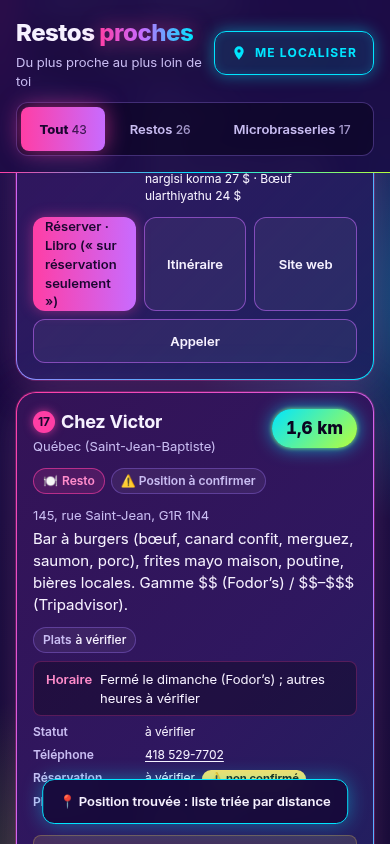 Restos proches
Du plus proche au plus loin de
toi
ME LOCALISER
Tout 43
Restos 26
Microbrasseries 17
nargisi korma 27 $ · Bœuf
ularthiyathu 24 $
Réserver ·
Libro (« sur
réservation
seulement
»)
Itinéraire
Site web
Appeler
17 Chez Victor
1,6 km
Québec (Saint-Jean-Baptiste)
🍽️ Resto
⚠️ Position à confirmer
145, rue Saint-Jean, G1R 1N4
Bar à burgers (bœuf, canard confit, merguez,
saumon, porc), frites mayo maison, poutine,
bières locales. Gamme $$ (Fodor’s) / $$–$$$
(Tripadvisor).
Plats à vérifier
Horaire Fermé le dimanche (Fodor’s) ; autres
heures à vérifier
Statut à vérifier
Téléphone 418 529-7702
Réservation à vérifier ⚠️ non confirmé
📍 Position trouvée : liste triée par distance